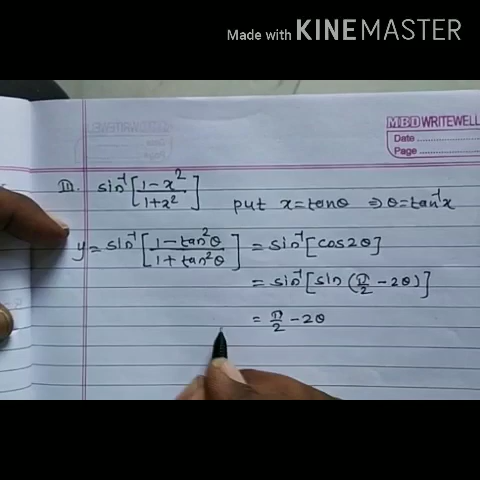 Made with KINEMASTER
MBD WRITEWELL
Date
Page
III. sin⁻¹[(1-x²)/(1+x²)] put x=tanθ ⇒θ=tan⁻¹x
y=sin⁻¹[(1-tan²θ)/(1+tan²θ)] = sin⁻¹[cos2θ]
= sin⁻¹[sin(π/2-2θ)]
= π/2-2θ